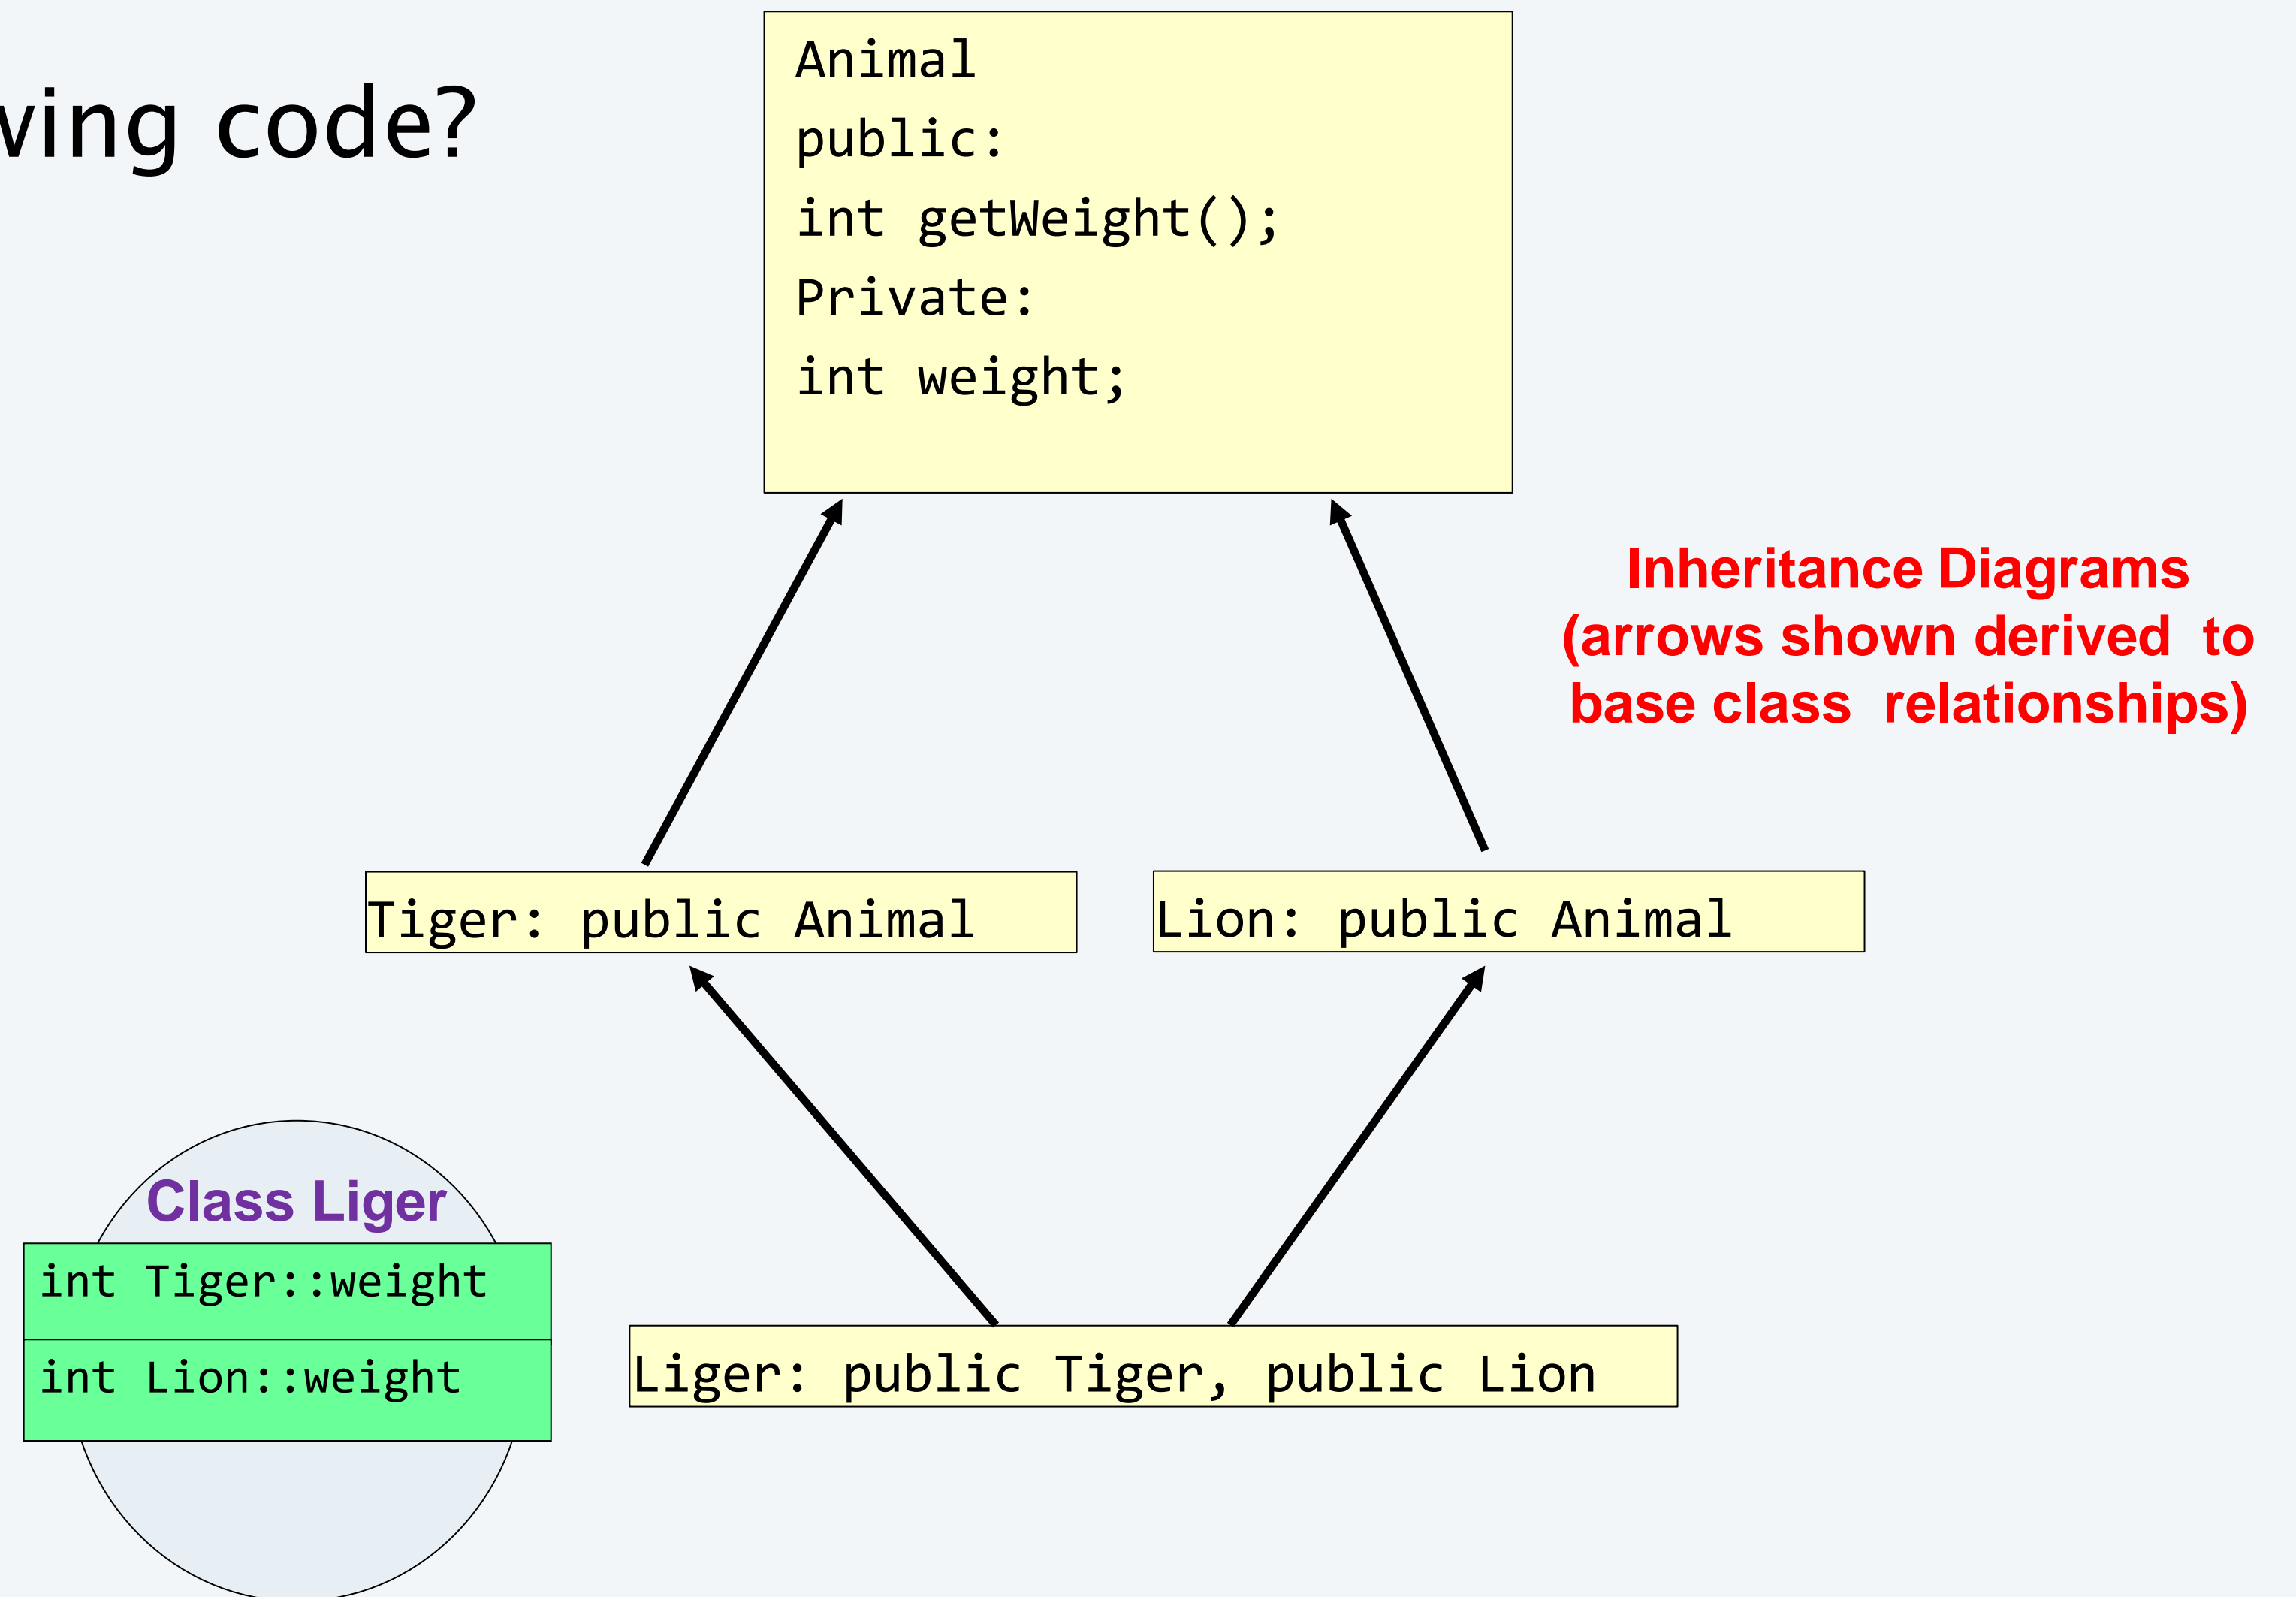 wing code?
Animal
public:
int getWeight();
Private:
int weight;
Inheritance Diagrams
(arrows shown derived  to
base class  relationships)
Tiger: public Animal
Lion: public Animal
Class Liger
int Tiger::weight
int Lion::weight
Liger: public Tiger, public Lion